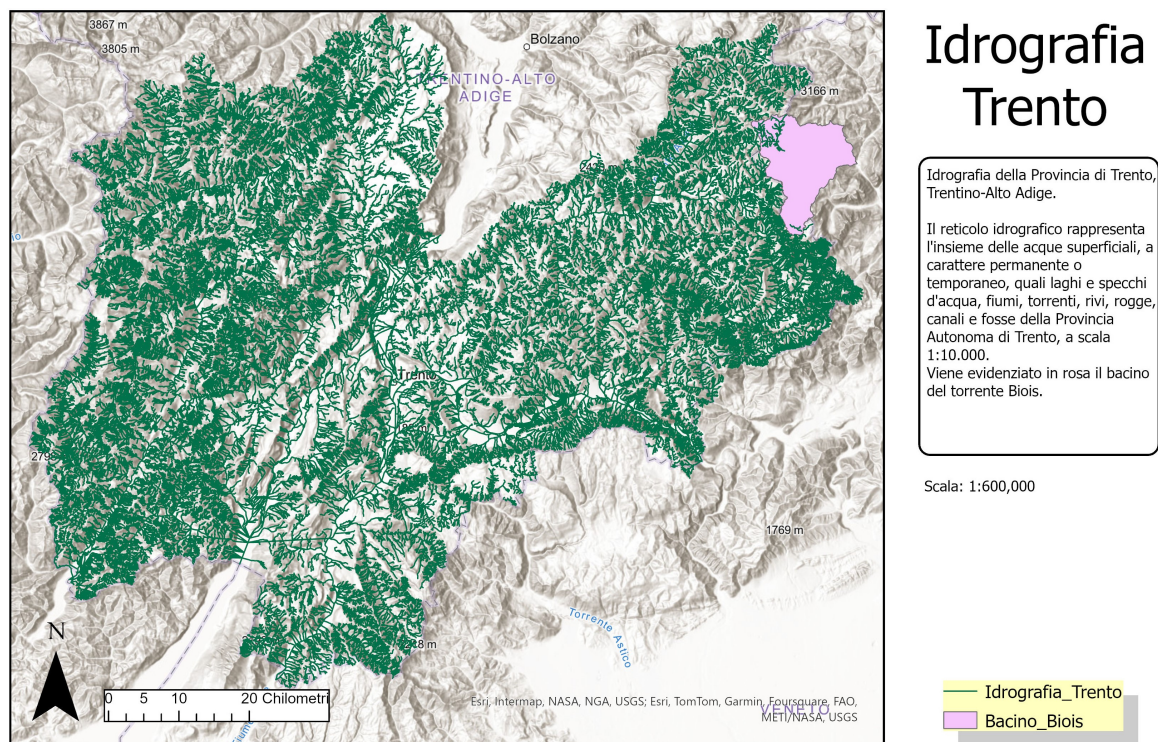 3867 m
3805 m
Bolzano
TRENTINO-ALTO
ADIGE
3166 m
Trento
1769 m
Torrente Astico
N
0 5 10 20 Chilometri
Esri, Intermap, NASA, NGA, USGS; Esri, TomTom, Garmin, Foursquare, FAO,
METI/NASA, USGS
VENETO
Idrografia
Trento
Idrografia della Provincia di Trento,
Trentino-Alto Adige.
Il reticolo idrografico rappresenta
l'insieme delle acque superficiali, a
carattere permanente o
temporaneo, quali laghi e specchi
d'acqua, fiumi, torrenti, rivi, rogge,
canali e fosse della Provincia
Autonoma di Trento, a scala
1:10.000.
Viene evidenziato in rosa il bacino
del torrente Biois.
Scala: 1:600,000
Idrografia_Trento
Bacino_Biois